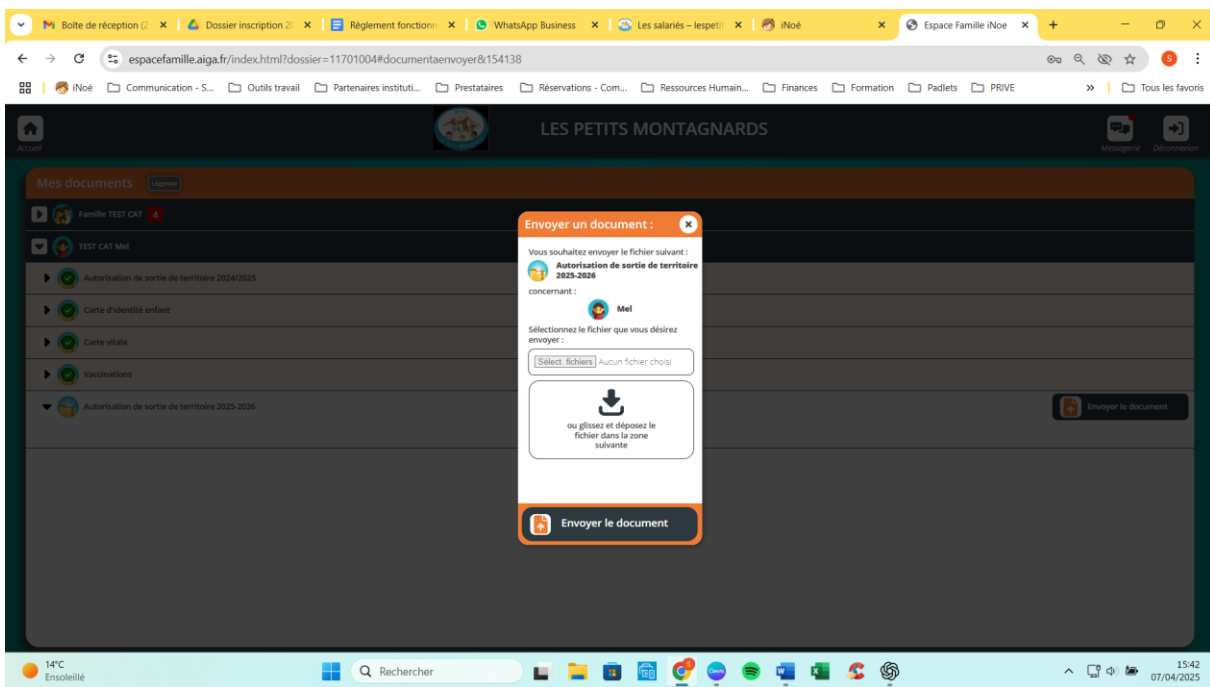 Boîte de réception (2
Dossier inscription 20
Règlement fonctionn
WhatsApp Business
Les salariés – lespetit
iNoé
Espace Famille iNoe
espacefamille.aiga.fr/index.html?dossier=11701004#documentaenvoyer&154138
S
iNoé
Communication - S...
Outils travail
Partenaires instituti...
Prestataires
Réservations - Com...
Ressources Humain...
Finances
Formation
Padlets
PRIVE
»
Tous les favoris
Accueil
LES PETITS MONTAGNARDS
Messagerie
Déconnexion
Mes documents
Légende
Famille TEST CAT 4
TEST CAT Mel
Autorisation de sortie de territoire 2024/2025
Carte d'identité enfant
Carte vitale
Vaccinations
Autorisation de sortie de territoire 2025-2026
Envoyer le document
Envoyer un document :
Vous souhaitez envoyer le fichier suivant :
Autorisation de sortie de territoire
2025-2026
concernant :
Mel
Sélectionnez le fichier que vous désirez
envoyer :
Sélect. fichiers Aucun fichier choisi
ou glissez et déposez le
fichier dans la zone
suivante
Envoyer le document
14°C
Ensoleillé
Rechercher
15:42
07/04/2025